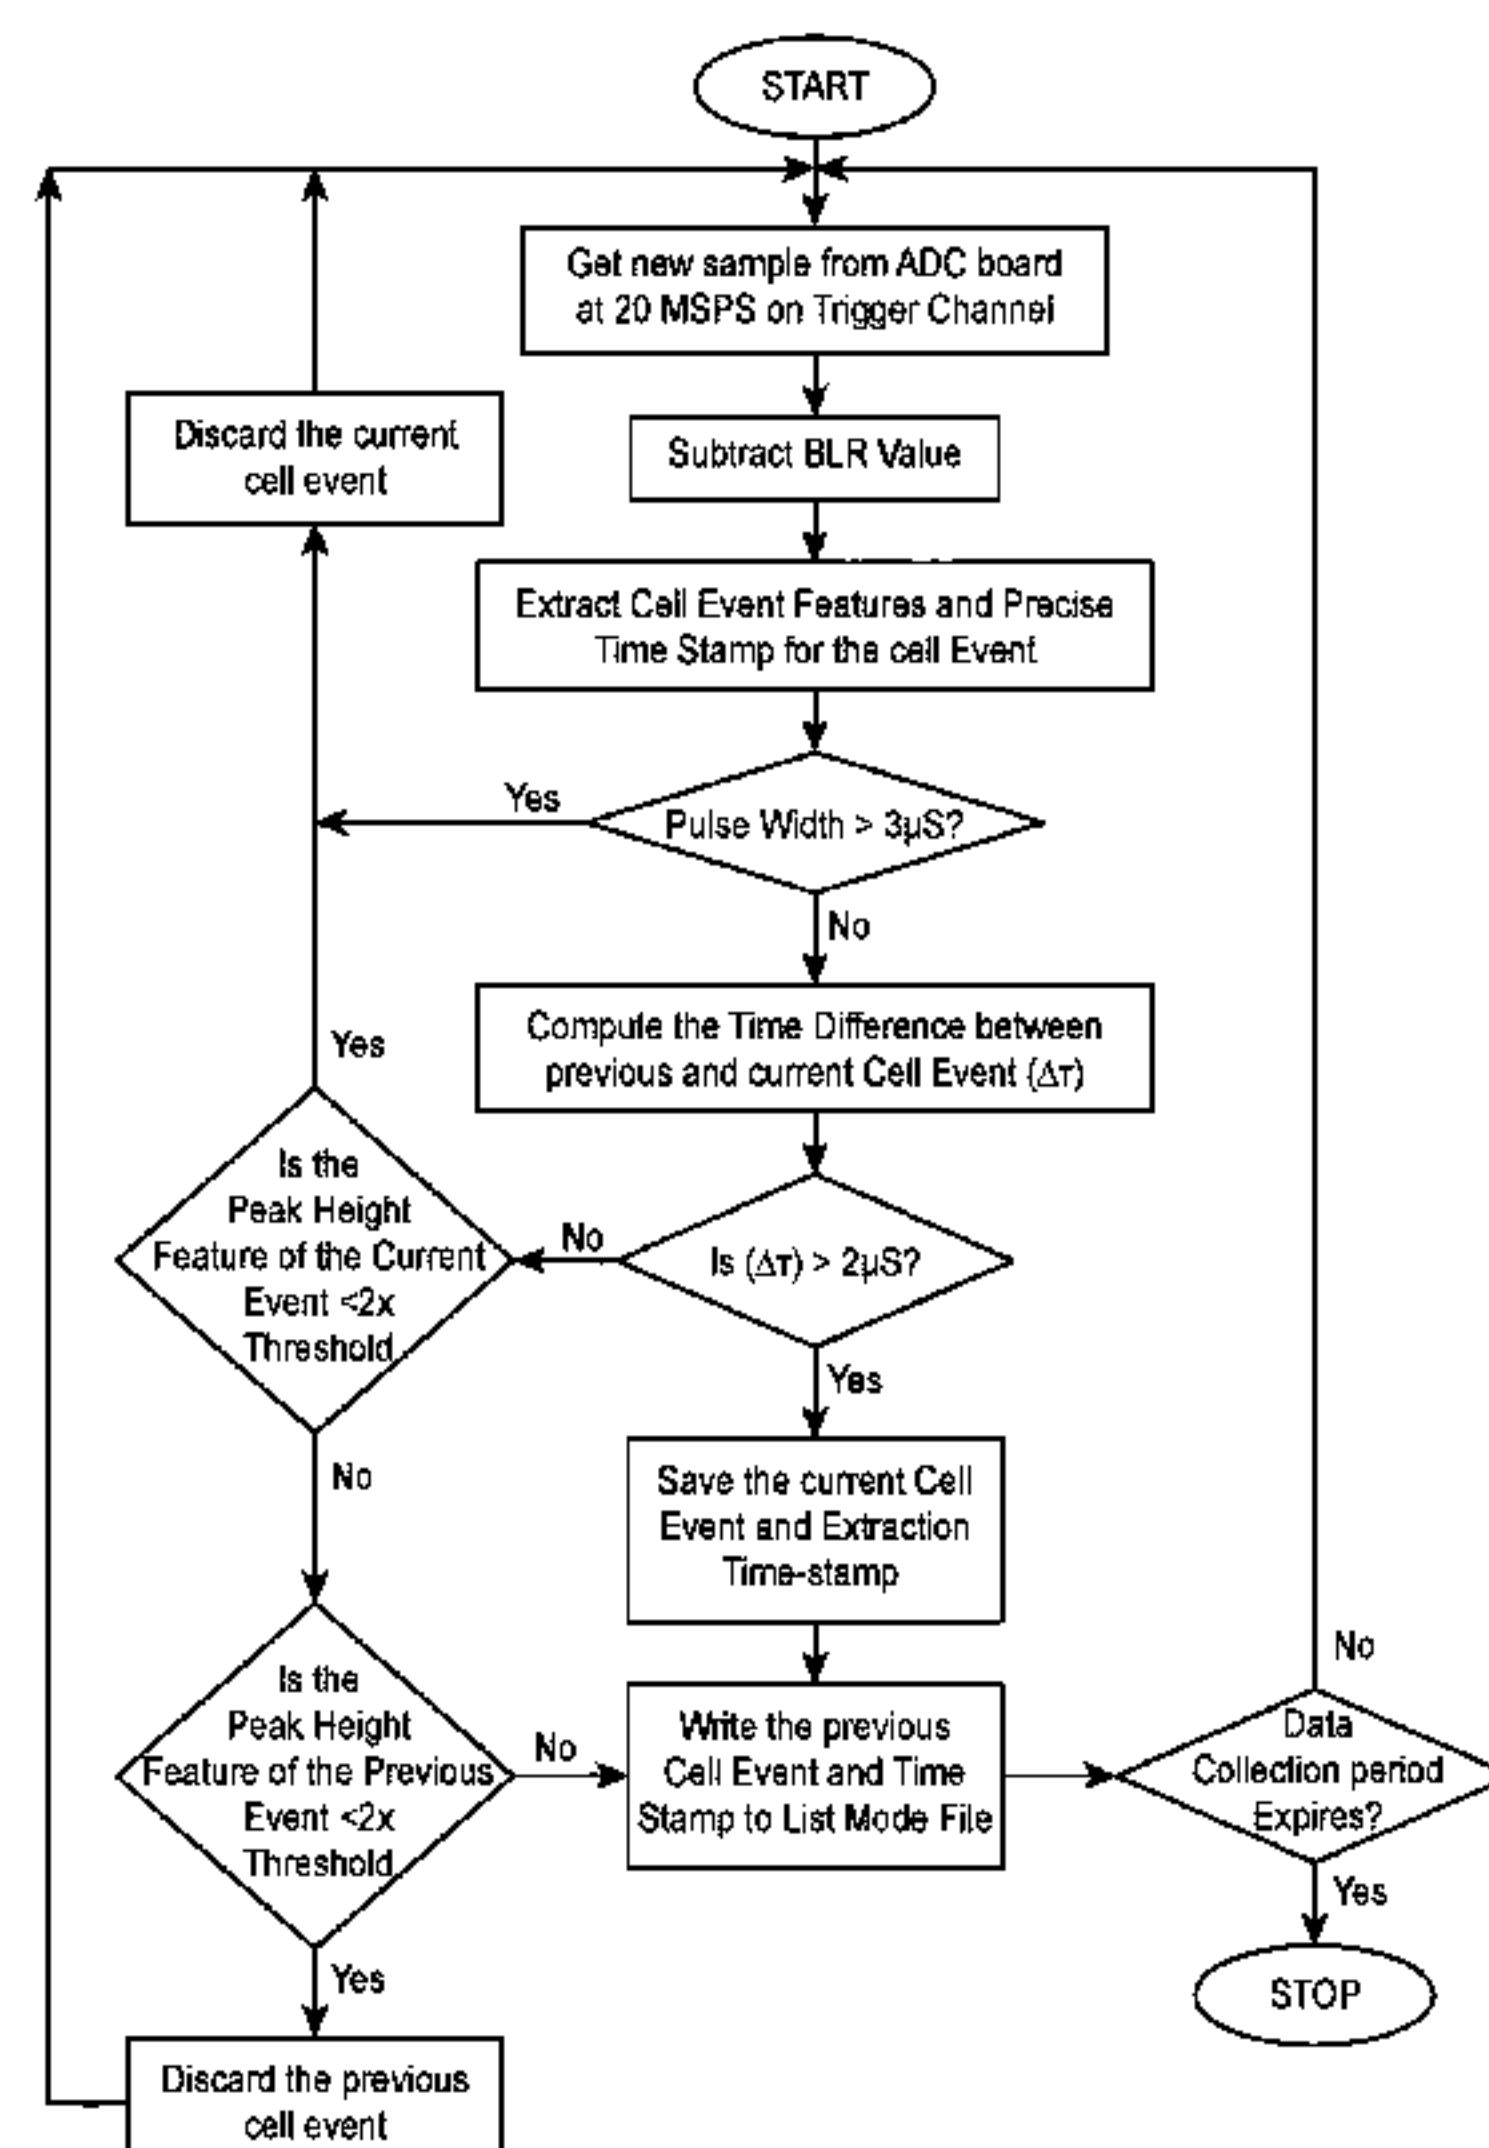 START
Get new sample from ADC board
at 20 MSPS on Trigger Channel
Discard the current
cell event
Subtract BLR Value
Extract Cell Event Features and Precise
Time Stamp for the cell Event
Yes
Pulse Width > 3µS?
No
Compute the Time Difference between
previous and current Cell Event (Δτ)
Yes
Is the
Peak Height
Feature of the Current
Event <2x
Threshold
No
Is (Δτ) > 2µS?
Yes
No
Save the current Cell
Event and Extraction
Time-stamp
Is the
Peak Height
Feature of the Previous
Event <2x
Threshold
No
Write the previous
Cell Event and Time
Stamp to List Mode File
No
Data
Collection period
Expires?
Yes
STOP
Yes
Discard the previous
cell event